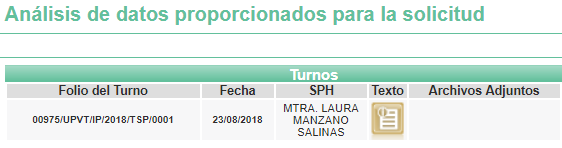 Análisis de datos proporcionados para la solicitud
Turnos
Folio del Turno Fecha SPH Texto Archivos Adjuntos
00975/UPVT/IP/2018/TSP/0001 23/08/2018 MTRA. LAURA
MANZANO
SALINAS